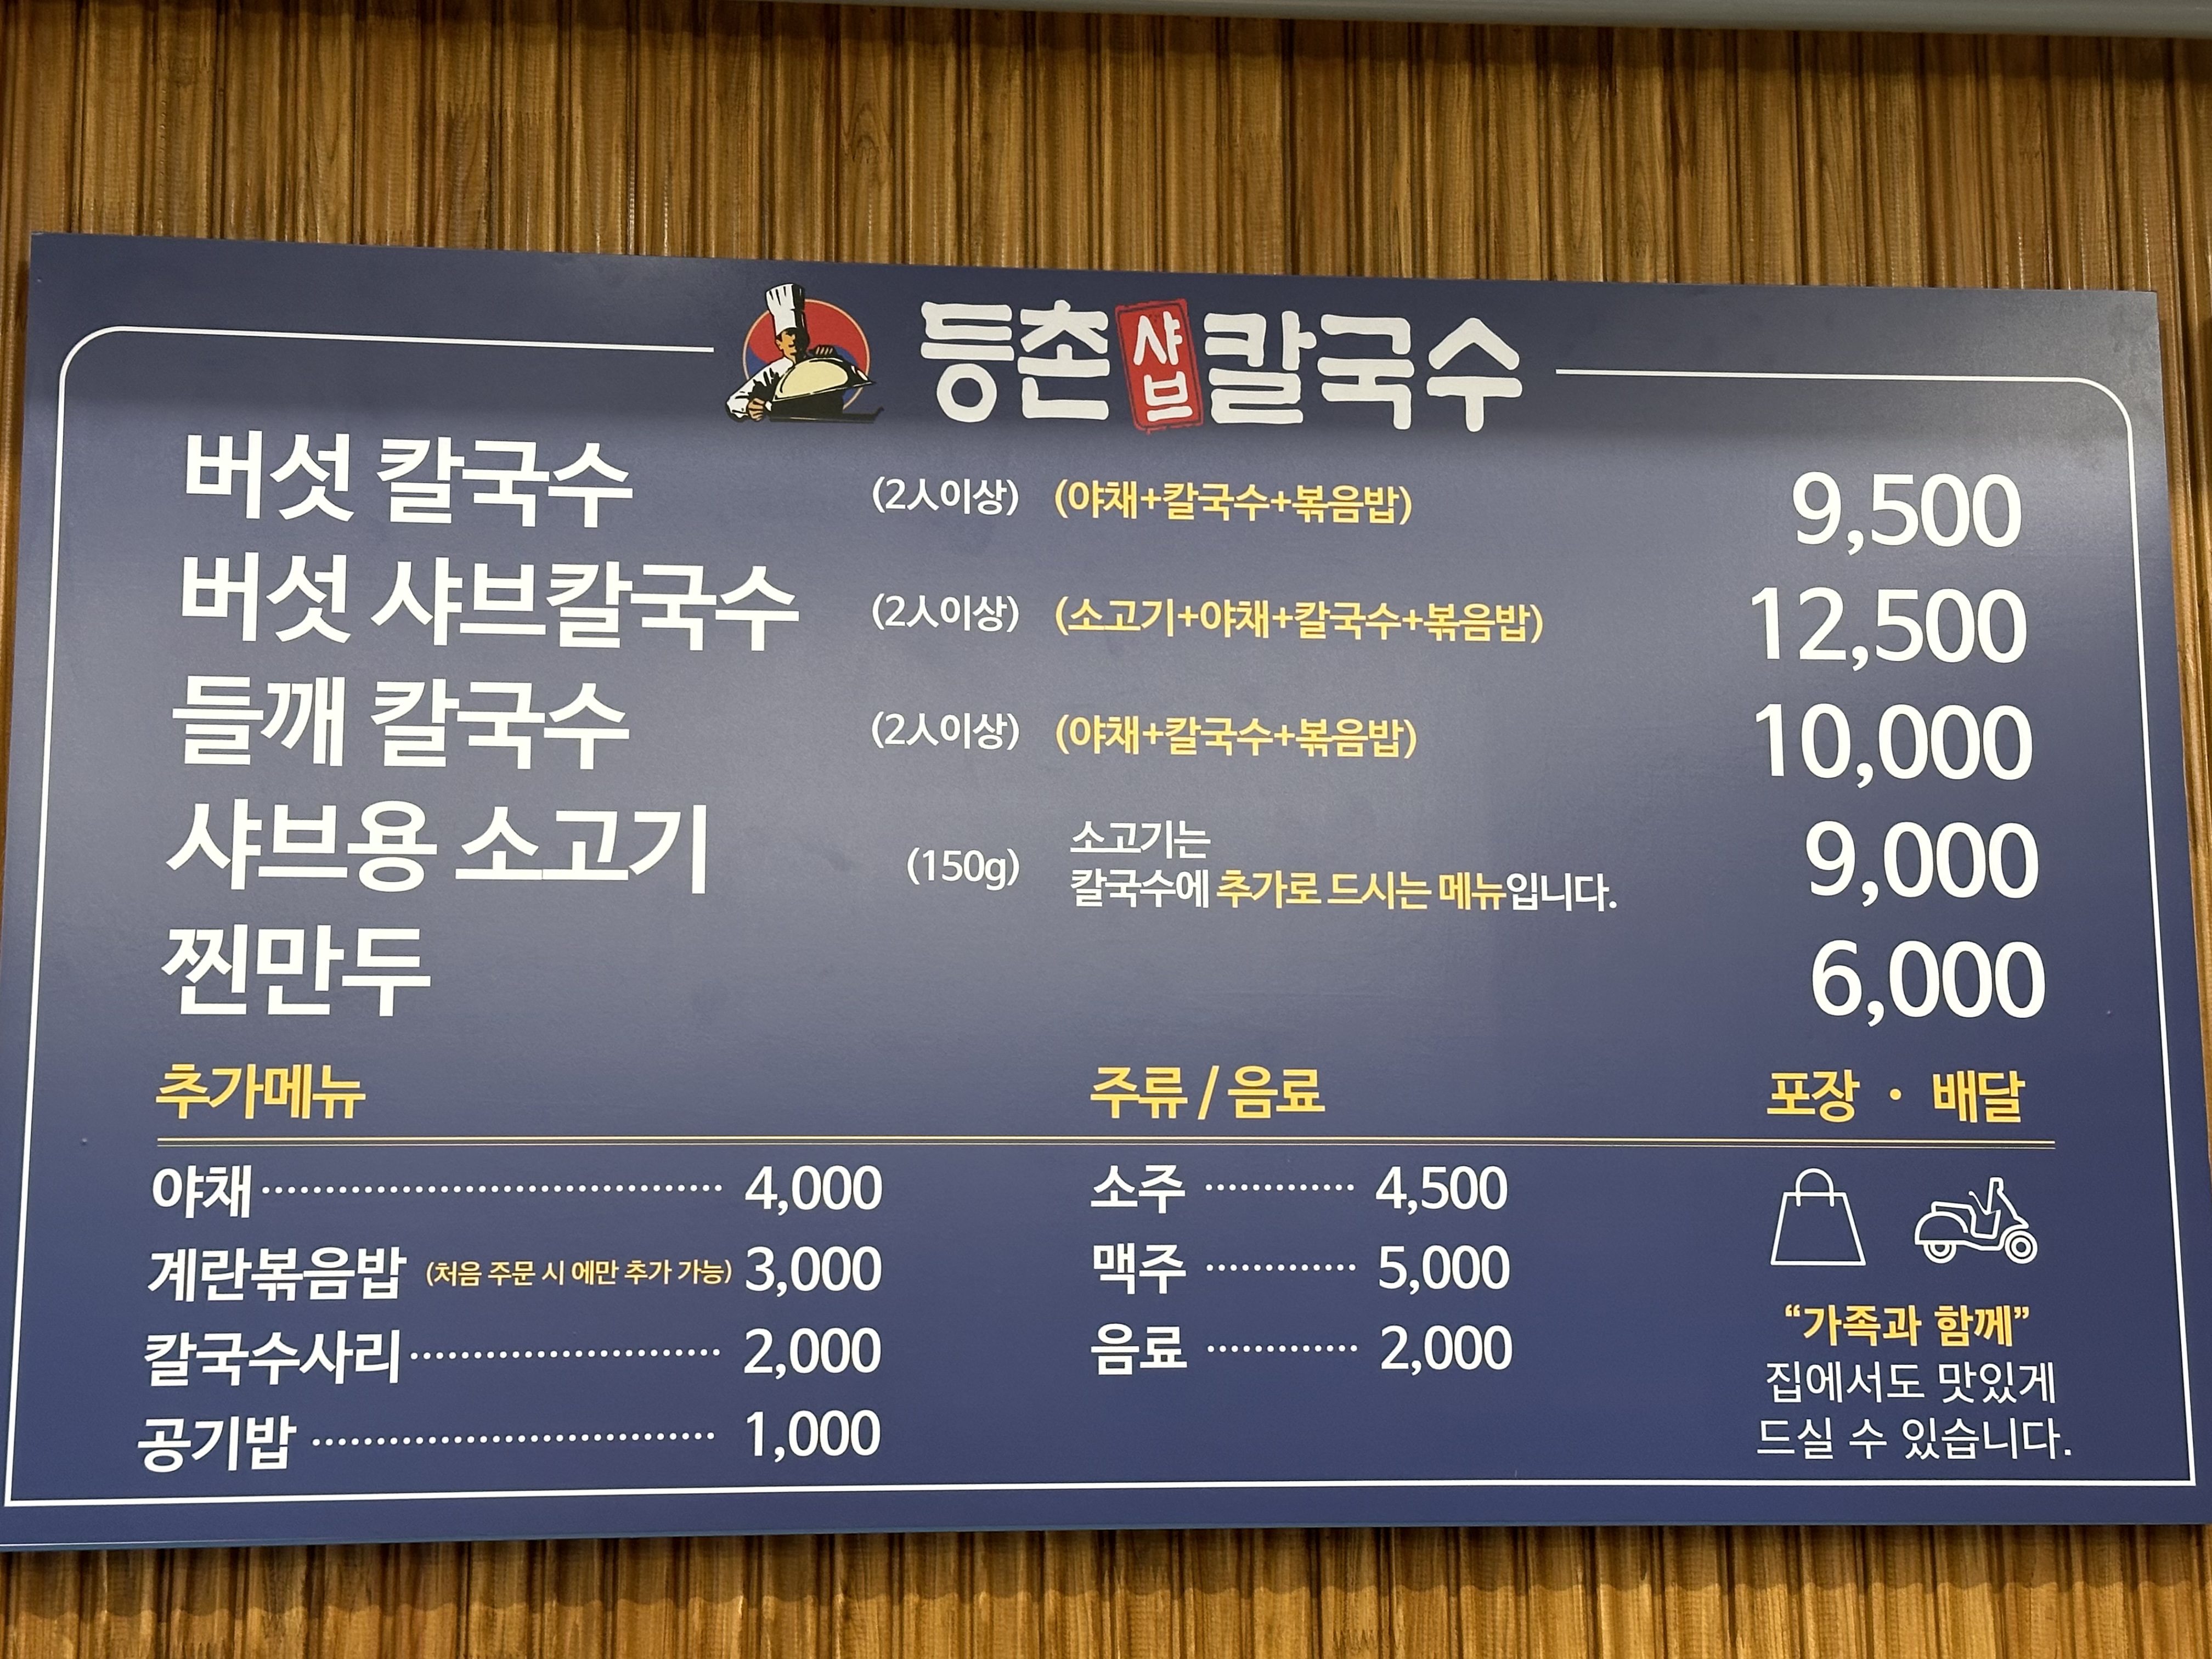 등촌샤브칼국수
버섯 칼국수 (2人이상) (야채+칼국수+볶음밥) 9,500
버섯 샤브칼국수 (2人이상) (소고기+야채+칼국수+볶음밥) 12,500
들깨 칼국수 (2人이상) (야채+칼국수+볶음밥) 10,000
샤브용 소고기 (150g) 소고기는
칼국수에 추가로 드시는 메뉴입니다. 9,000
찐만두 6,000
추가메뉴
야채 ········ 4,000
계란볶음밥 (처음 주문 시 에만 추가 가능) 3,000
칼국수사리 ········ 2,000
공기밥 ········ 1,000
주류 / 음료
소주 ········ 4,500
맥주 ········ 5,000
음료 ········ 2,000
포장 · 배달
“가족과 함께”
집에서도 맛있게
드실 수 있습니다.